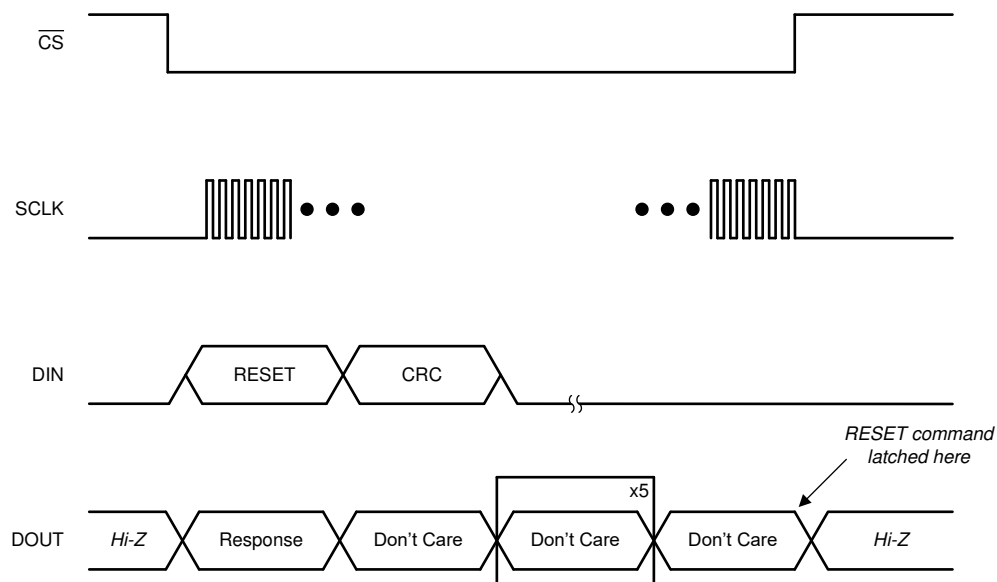 CS
SCLK
DIN
RESET
CRC
RESET command
latched here
x5
DOUT
Hi-Z
Response
Don't Care
Don't Care
Don't Care
Hi-Z